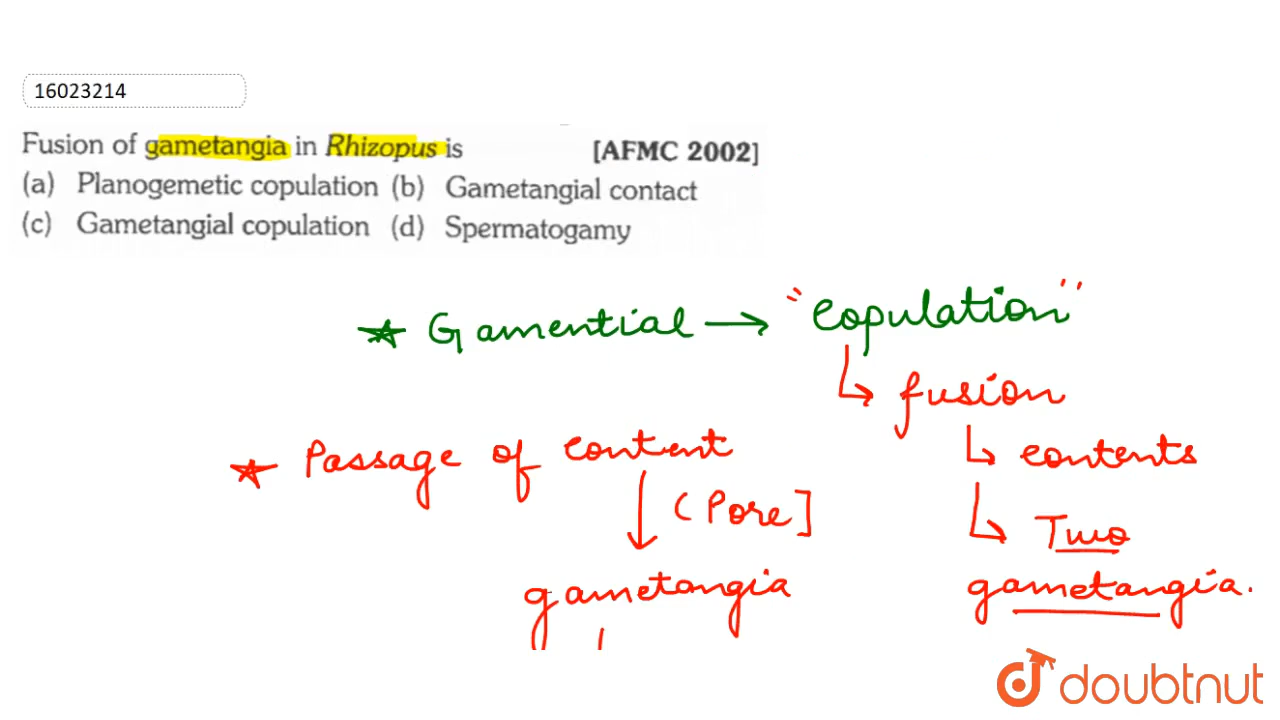 16023214
Fusion of gametangia in Rhizopus is [AFMC 2002]
(a) Planogemetic copulation (b) Gametangial contact
(c) Gametangial copulation (d) Spermatogamy
Gamential → "copulation"
fusion
Passage of content
contents
(Pore]
Two
gametangia
gametangia.
doubtnut